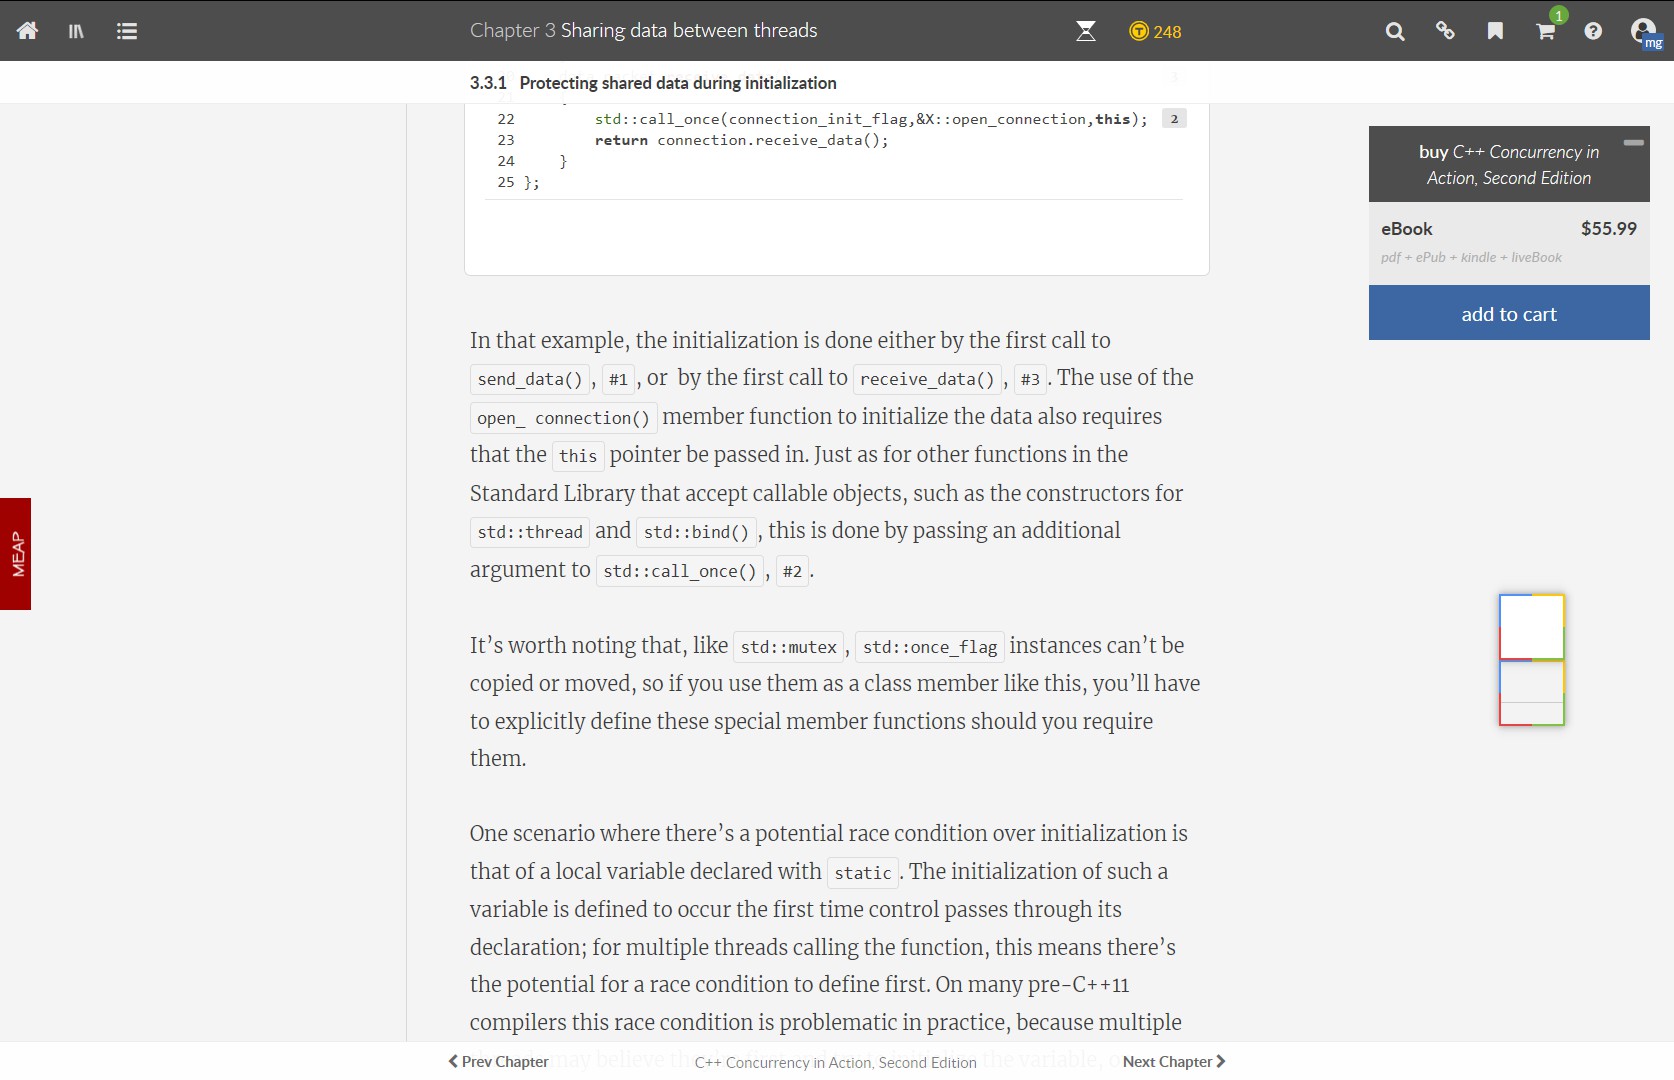 Chapter 3 Sharing data between threads
248
1
mg
3.3.1 Protecting shared data during initialization
3
22 std::call_once(connection_init_flag,&X::open_connection,this); 2
23 return connection.receive_data();
24 }
25 };
buy C++ Concurrency in
Action, Second Edition
eBook $55.99
pdf + ePub + kindle + liveBook
add to cart
In that example, the initialization is done either by the first call to
send_data() , #1 , or by the first call to receive_data() , #3 . The use of the
open_ connection() member function to initialize the data also requires
that the this pointer be passed in. Just as for other functions in the
Standard Library that accept callable objects, such as the constructors for
std::thread and std::bind() , this is done by passing an additional
argument to std::call_once() , #2 .
MEAP
It’s worth noting that, like std::mutex , std::once_flag instances can’t be
copied or moved, so if you use them as a class member like this, you’ll have
to explicitly define these special member functions should you require
them.
One scenario where there’s a potential race condition over initialization is
that of a local variable declared with static . The initialization of such a
variable is defined to occur the first time control passes through its
declaration; for multiple threads calling the function, this means there’s
the potential for a race condition to define first. On many pre-C++11
compilers this race condition is problematic in practice, because multiple
Prev Chapter C++ Concurrency in Action, Second Edition Next Chapter